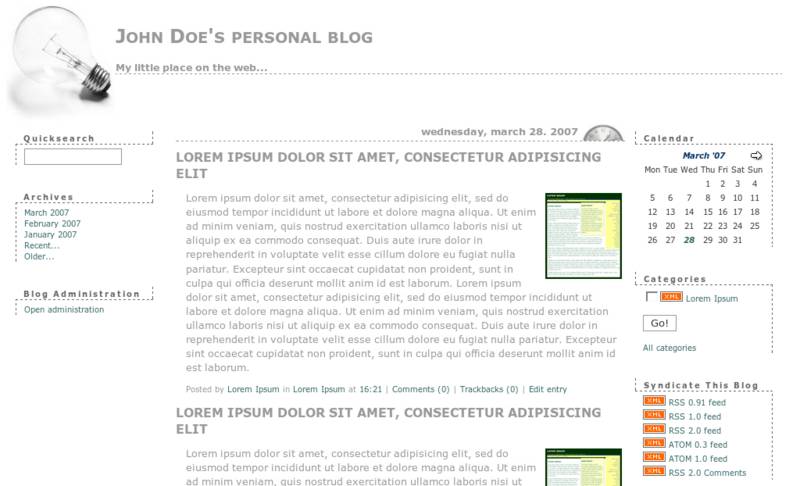 John Doe's personal blog
My little place on the web...
Quicksearch
Archives
March 2007
February 2007
January 2007
Recent...
Older...
Blog Administration
Open administration
wednesday, march 28. 2007
LOREM IPSUM DOLOR SIT AMET, CONSECTETUR ADIPISICING
ELIT
Lorem ipsum dolor sit amet, consectetur adipisicing elit, sed do
eiusmod tempor incididunt ut labore et dolore magna aliqua. Ut enim
ad minim veniam, quis nostrud exercitation ullamco laboris nisi ut
aliquip ex ea commodo consequat. Duis aute irure dolor in
reprehenderit in voluptate velit esse cillum dolore eu fugiat nulla
pariatur. Excepteur sint occaecat cupidatat non proident, sunt in
culpa qui officia deserunt mollit anim id est laborum. Lorem ipsum
dolor sit amet, consectetur adipisicing elit, sed do eiusmod tempor incididunt ut
labore et dolore magna aliqua. Ut enim ad minim veniam, quis nostrud exercitation
ullamco laboris nisi ut aliquip ex ea commodo consequat. Duis aute irure dolor in
reprehenderit in voluptate velit esse cillum dolore eu fugiat nulla pariatur. Excepteur
sint occaecat cupidatat non proident, sunt in culpa qui officia deserunt mollit anim id
est laborum.
Posted by Lorem Ipsum in Lorem Ipsum at 16:21 | Comments (0) | Trackbacks (0) | Edit entry
LOREM IPSUM DOLOR SIT AMET, CONSECTETUR ADIPISICING
ELIT
Lorem ipsum dolor sit amet, consectetur adipisicing elit, sed do
eiusmod tempor incididunt ut labore et dolore magna aliqua. Ut enim
ad minim veniam, quis nostrud exercitation ullamco laboris nisi ut
Calendar
March '07
Mon Tue Wed Thu Fri Sat Sun
1 2 3 4
5 6 7 8 9 10 11
12 13 14 15 16 17 18
19 20 21 22 23 24 25
26 27 28 29 30 31
Categories
XML Lorem Ipsum
Go!
All categories
Syndicate This Blog
XML RSS 0.91 feed
XML RSS 1.0 feed
XML RSS 2.0 feed
XML ATOM 0.3 feed
XML ATOM 1.0 feed
XML RSS 2.0 Comments